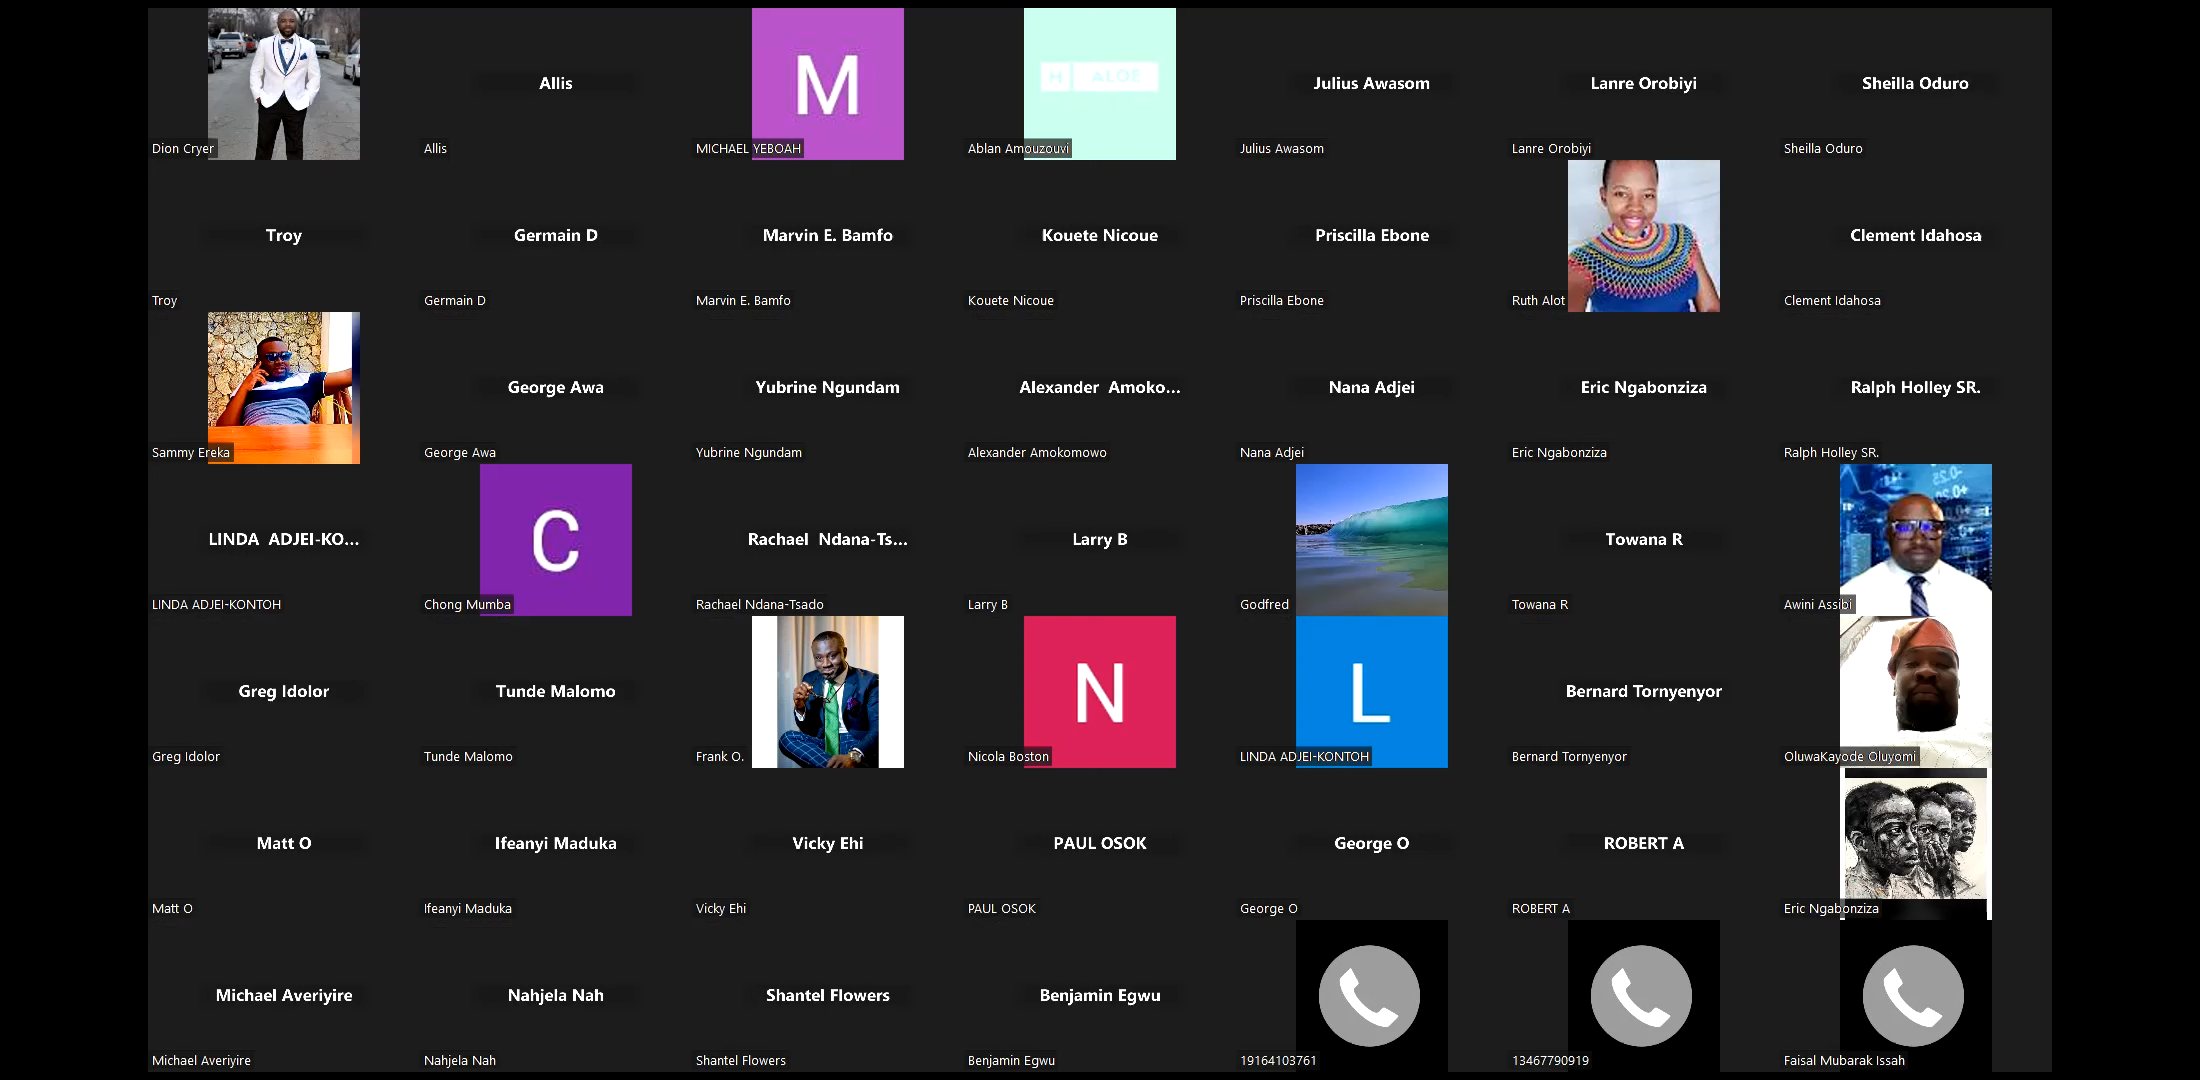 Dion Cryer
Allis
Allis
M
MICHAEL YEBOAH
H ALOE
Ablan Amouzouvi
Julius Awasom
Julius Awasom
Lanre Orobiyi
Lanre Orobiyi
Sheilla Oduro
Sheilla Oduro
Troy
Troy
Germain D
Germain D
Marvin E. Bamfo
Marvin E. Bamfo
Kouete Nicoue
Kouete Nicoue
Priscilla Ebone
Priscilla Ebone
Ruth Alot
Clement Idahosa
Clement Idahosa
Sammy Ereka
George Awa
George Awa
Yubrine Ngundam
Yubrine Ngundam
Alexander Amoko...
Alexander Amokomowo
Nana Adjei
Nana Adjei
Eric Ngabonziza
Eric Ngabonziza
Ralph Holley SR.
Ralph Holley SR.
LINDA ADJEI-KO...
LINDA ADJEI-KONTOH
C
Chong Mumba
Rachael Ndana-Ts...
Rachael Ndana-Tsado
Larry B
Larry B
Godfred
Towana R
Towana R
Awini Assibi
Greg Idolor
Greg Idolor
Tunde Malomo
Tunde Malomo
Frank O.
N
Nicola Boston
L
LINDA ADJEI-KONTOH
Bernard Tornyenyor
Bernard Tornyenyor
OluwaKayode Oluyomi
Matt O
Matt O
Ifeanyi Maduka
Ifeanyi Maduka
Vicky Ehi
Vicky Ehi
PAUL OSOK
PAUL OSOK
George O
George O
ROBERT A
ROBERT A
Eric Ngabonziza
Michael Averiyire
Michael Averiyire
Nahjela Nah
Nahjela Nah
Shantel Flowers
Shantel Flowers
Benjamin Egwu
Benjamin Egwu
19164103761
13467790919
Faisal Mubarak Issah